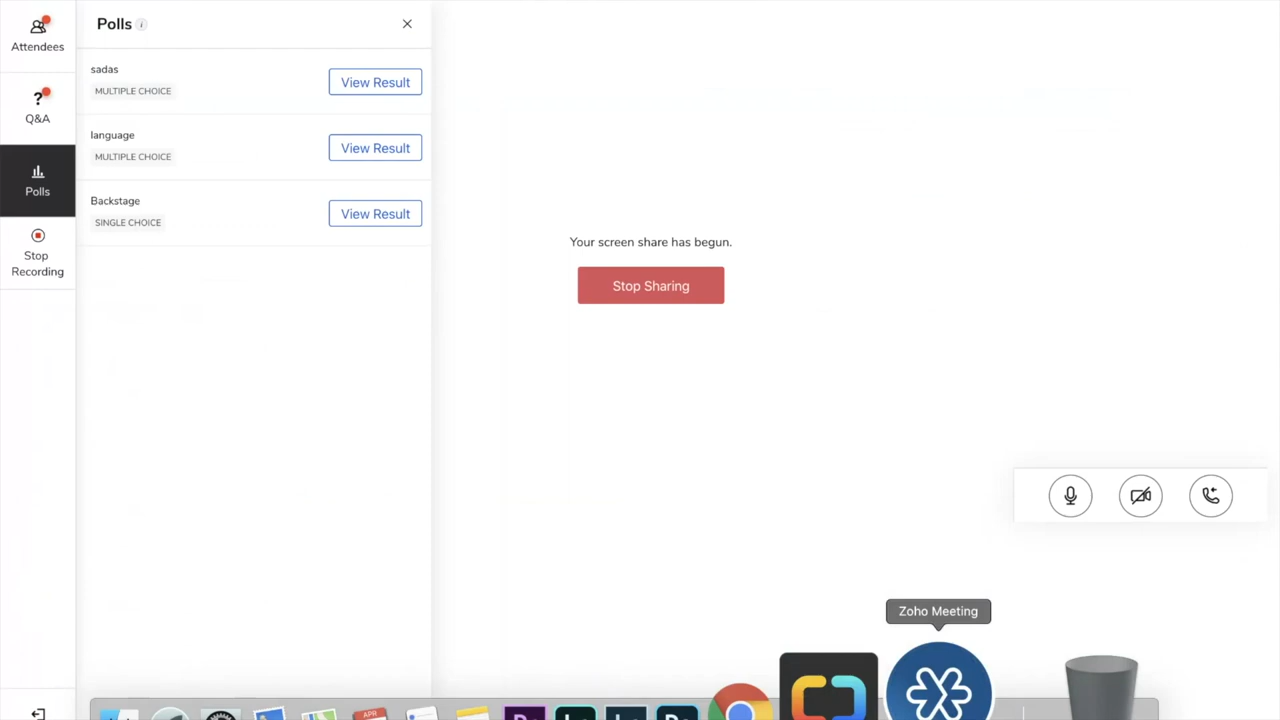 Attendees
Q&A
Polls
Stop
Recording
Polls
sadas
MULTIPLE CHOICE
View Result
language
MULTIPLE CHOICE
View Result
Backstage
SINGLE CHOICE
View Result
Your screen share has begun.
Stop Sharing
Zoho Meeting
APR